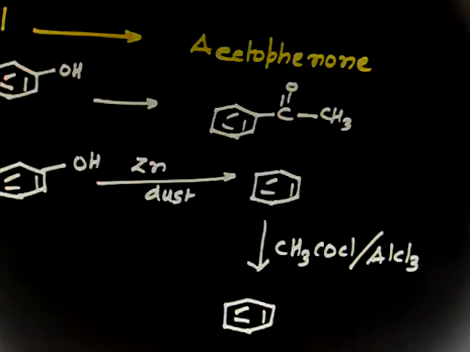 l
Acetophenone
OH
O
C-CH3
OH Zn dust
CH3COCl/AlCl3